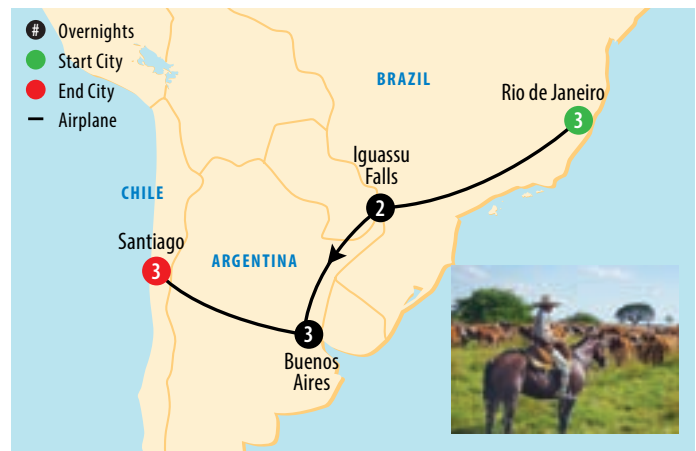 # Overnights
Start City
End City
Airplane
BRAZIL
Rio de Janeiro
3
Iguassu
Falls
2
CHILE
Santiago
3
ARGENTINA
3
Buenos
Aires